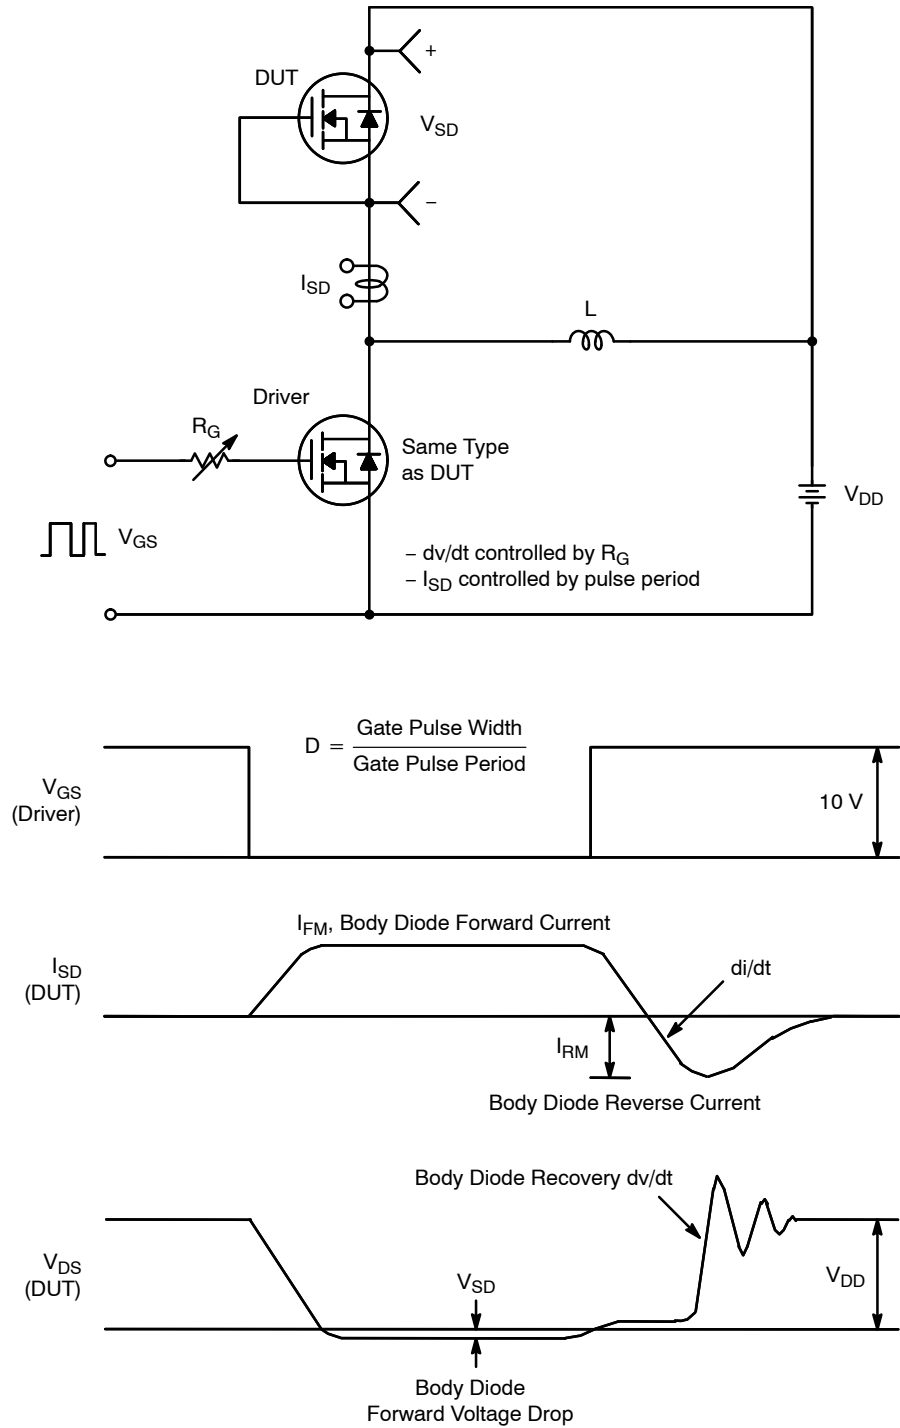 +
DUT
V_SD
−
I_SD
L
Driver
R_G
Same Type
as DUT
V_DD
V_GS
− dv/dt controlled by R_G
− I_SD controlled by pulse period
D = Gate Pulse Width
Gate Pulse Period
V_GS
(Driver)
10 V
I_FM, Body Diode Forward Current
I_SD
(DUT)
di/dt
I_RM
Body Diode Reverse Current
Body Diode Recovery dv/dt
V_DS
(DUT)
V_SD
V_DD
Body Diode
Forward Voltage Drop